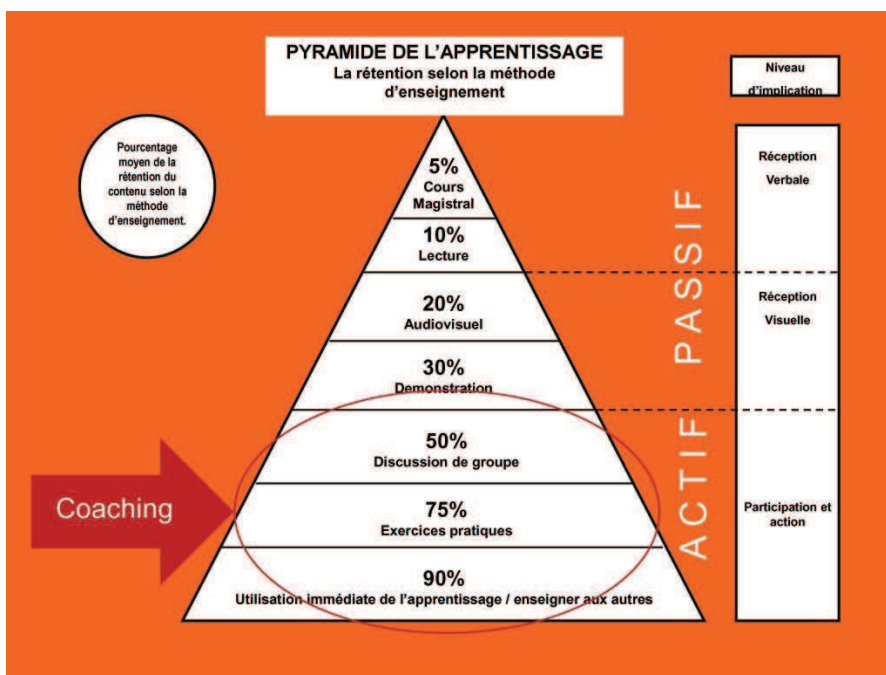 PYRAMIDE DE L'APPRENTISSAGE
La rétention selon la méthode
d'enseignement
Niveau
d'implication
Pourcentage
moyen de la
rétention du
contenu selon la
méthode
d'enseignement.
5%
Cours
Magistral
10%
Lecture
20%
Audiovisuel
30%
Demonstration
50%
Discussion de groupe
75%
Exercices pratiques
90%
Utilisation immédiate de l'apprentissage / enseigner aux autres
Coaching
PASSIF
ACTIF
Réception
Verbale
Réception
Visuelle
Participation et
action